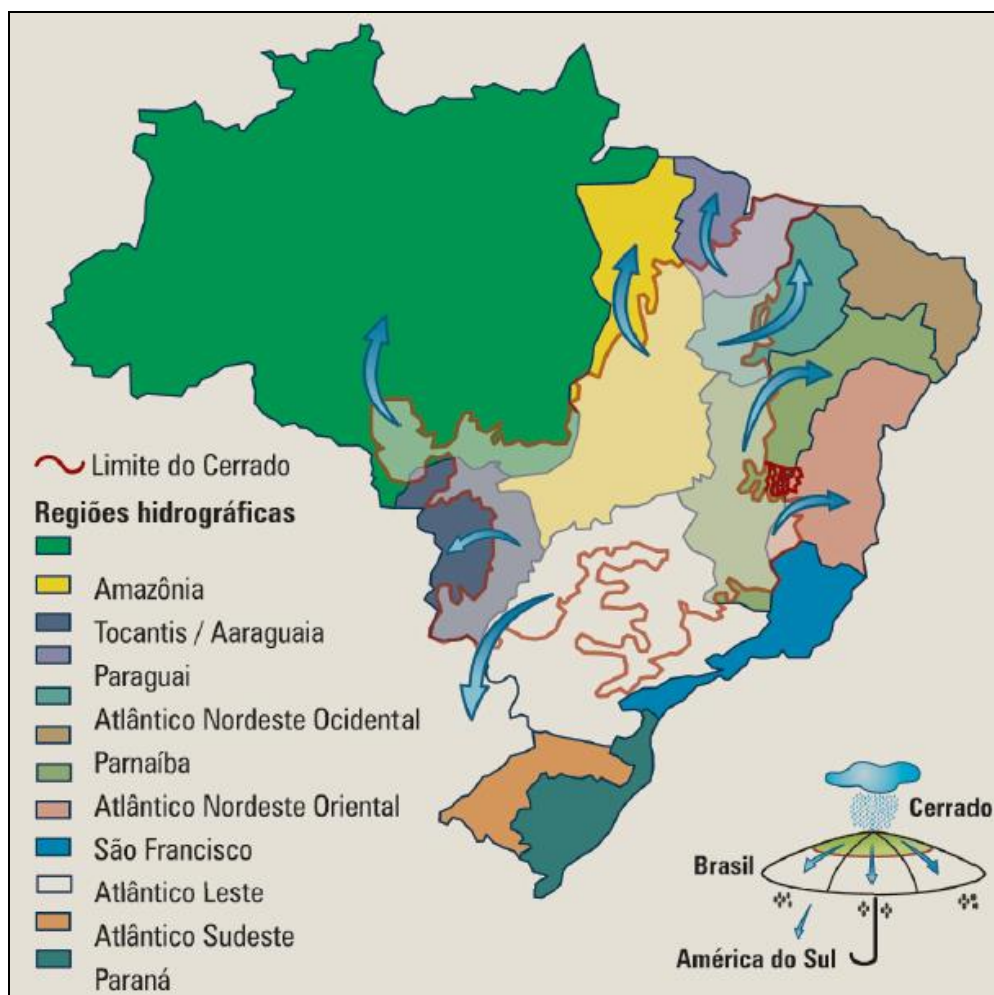 Limite do Cerrado
Regiões hidrográficas
Amazônia
Tocantis / Aaraguaia
Paraguai
Atlântico Nordeste Ocidental
Parnaíba
Atlântico Nordeste Oriental
São Francisco
Atlântico Leste
Atlântico Sudeste
Paraná
Cerrado
Brasil
América do Sul